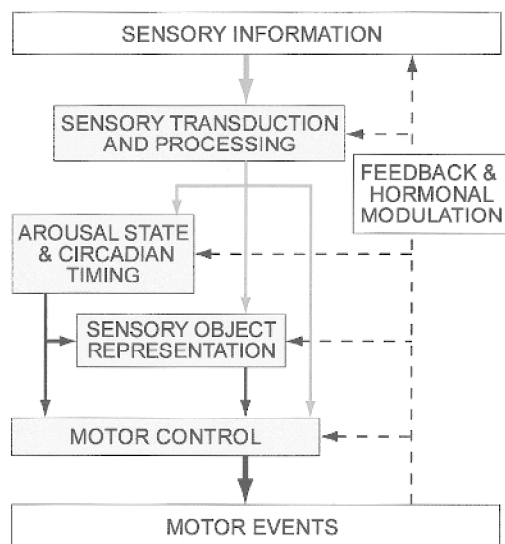 SENSORY INFORMATION
SENSORY TRANSDUCTION
AND PROCESSING
FEEDBACK &
HORMONAL
MODULATION
AROUSAL STATE
& CIRCADIAN
TIMING
SENSORY OBJECT
REPRESENTATION
MOTOR CONTROL
MOTOR EVENTS